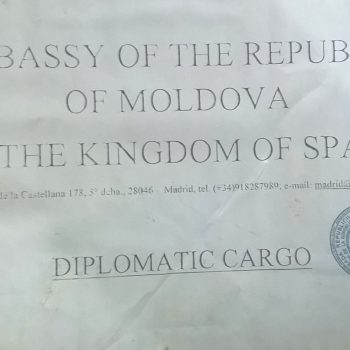 BASSY OF THE REPUB
OF MOLDOVA
THE KINGDOM OF SPA
de la Castellana 178, 5° dcha., 28046 - Madrid, tel. (+34)918287989; e-mail: madrid@
DIPLOMATIC CARGO